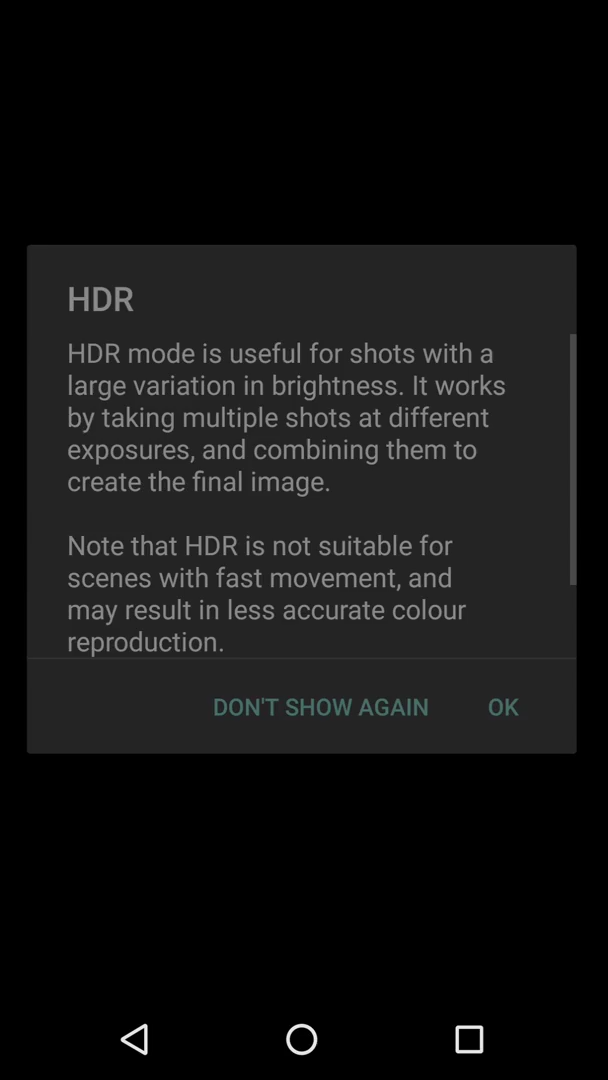 HDR
HDR mode is useful for shots with a
large variation in brightness. It works
by taking multiple shots at different
exposures, and combining them to
create the final image.
Note that HDR is not suitable for
scenes with fast movement, and
may result in less accurate colour
reproduction.
DON'T SHOW AGAIN OK